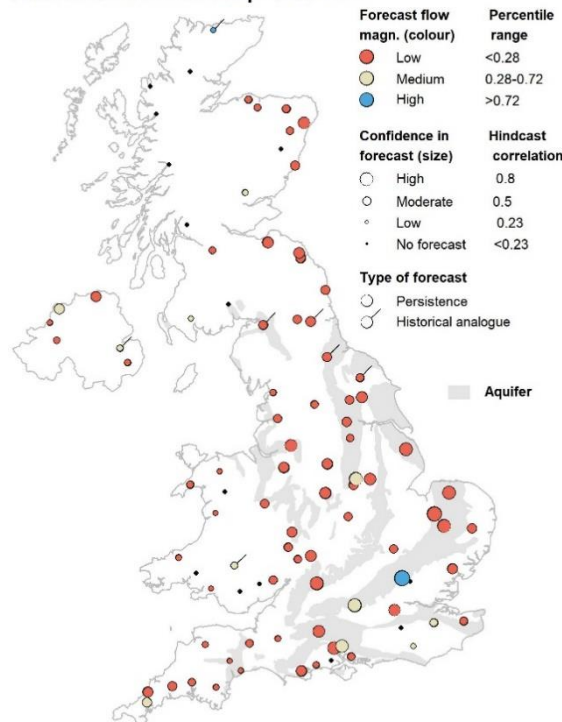 Forecast flow Percentile
magn. (colour) range
Low <0.28
Medium 0.28-0.72
High >0.72
Confidence in Hindcast
forecast (size) correlation
High 0.8
Moderate 0.5
Low 0.23
No forecast <0.23
Type of forecast
Persistence
Historical analogue
Aquifer